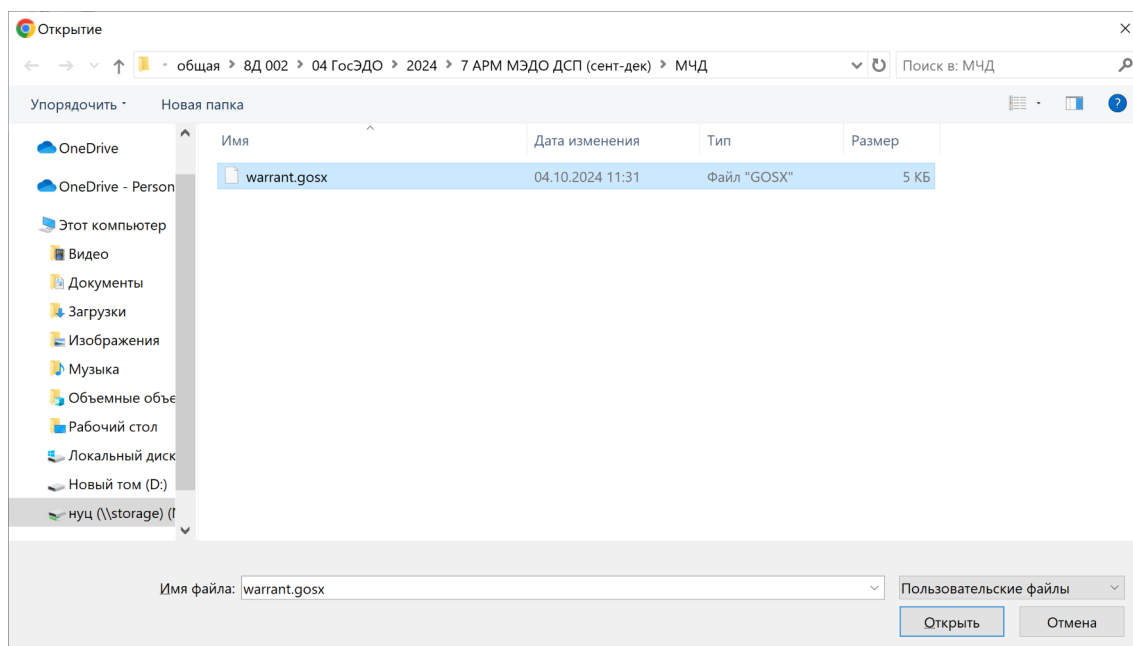 Открытие
общая 8Д 002 04 ГосЭДО 2024 7 АРМ МЭДО ДСП (сент-дек) МЧД
Поиск в: МЧД
Упорядочить Новая папка
?
Имя Дата изменения Тип Размер
warrant.gosx 04.10.2024 11:31 Файл "GOSX" 5 КБ
OneDrive
OneDrive - Person
Этот компьютер
Видео
Документы
Загрузки
Изображения
Музыка
Объемные объе
Рабочий стол
Локальный диск
Новый том (D:)
нуц (\\storage) (
Имя файла: warrant.gosx Пользовательские файлы
Открыть Отмена